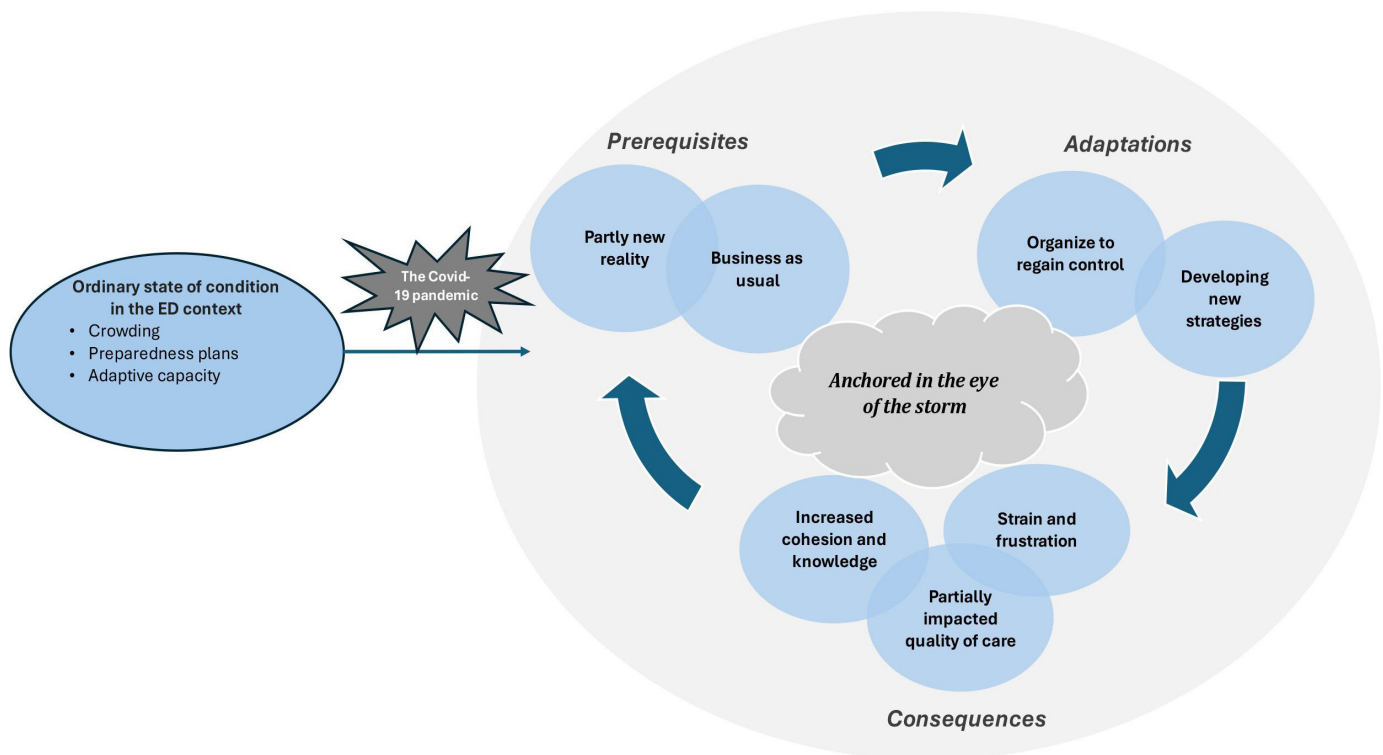 Ordinary state of condition
in the ED context
• Crowding
• Preparedness plans
• Adaptive capacity
The Covid-
19 pandemic
Prerequisites
Partly new
reality
Business as
usual
Adaptations
Organize to
regain control
Developing
new
strategies
Anchored in the eye
of the storm
Increased
cohesion and
knowledge
Strain and
frustration
Partially
impacted
quality of care
Consequences